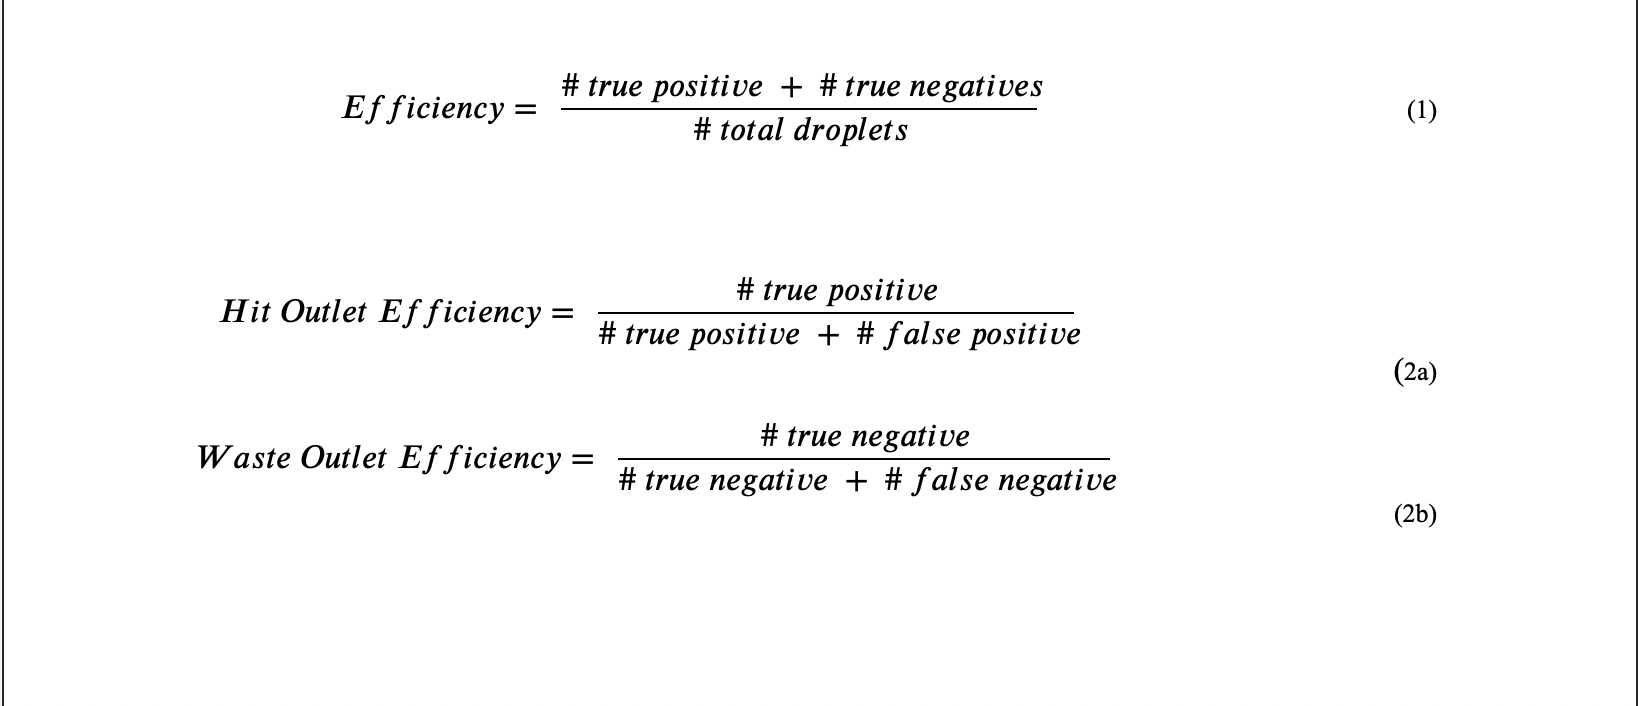 Efficiency = # true positive + # true negatives / # total droplets (1)
Hit Outlet Efficiency = # true positive / # true positive + # false positive
(2a)
Waste Outlet Efficiency = # true negative / # true negative + # false negative
(2b)